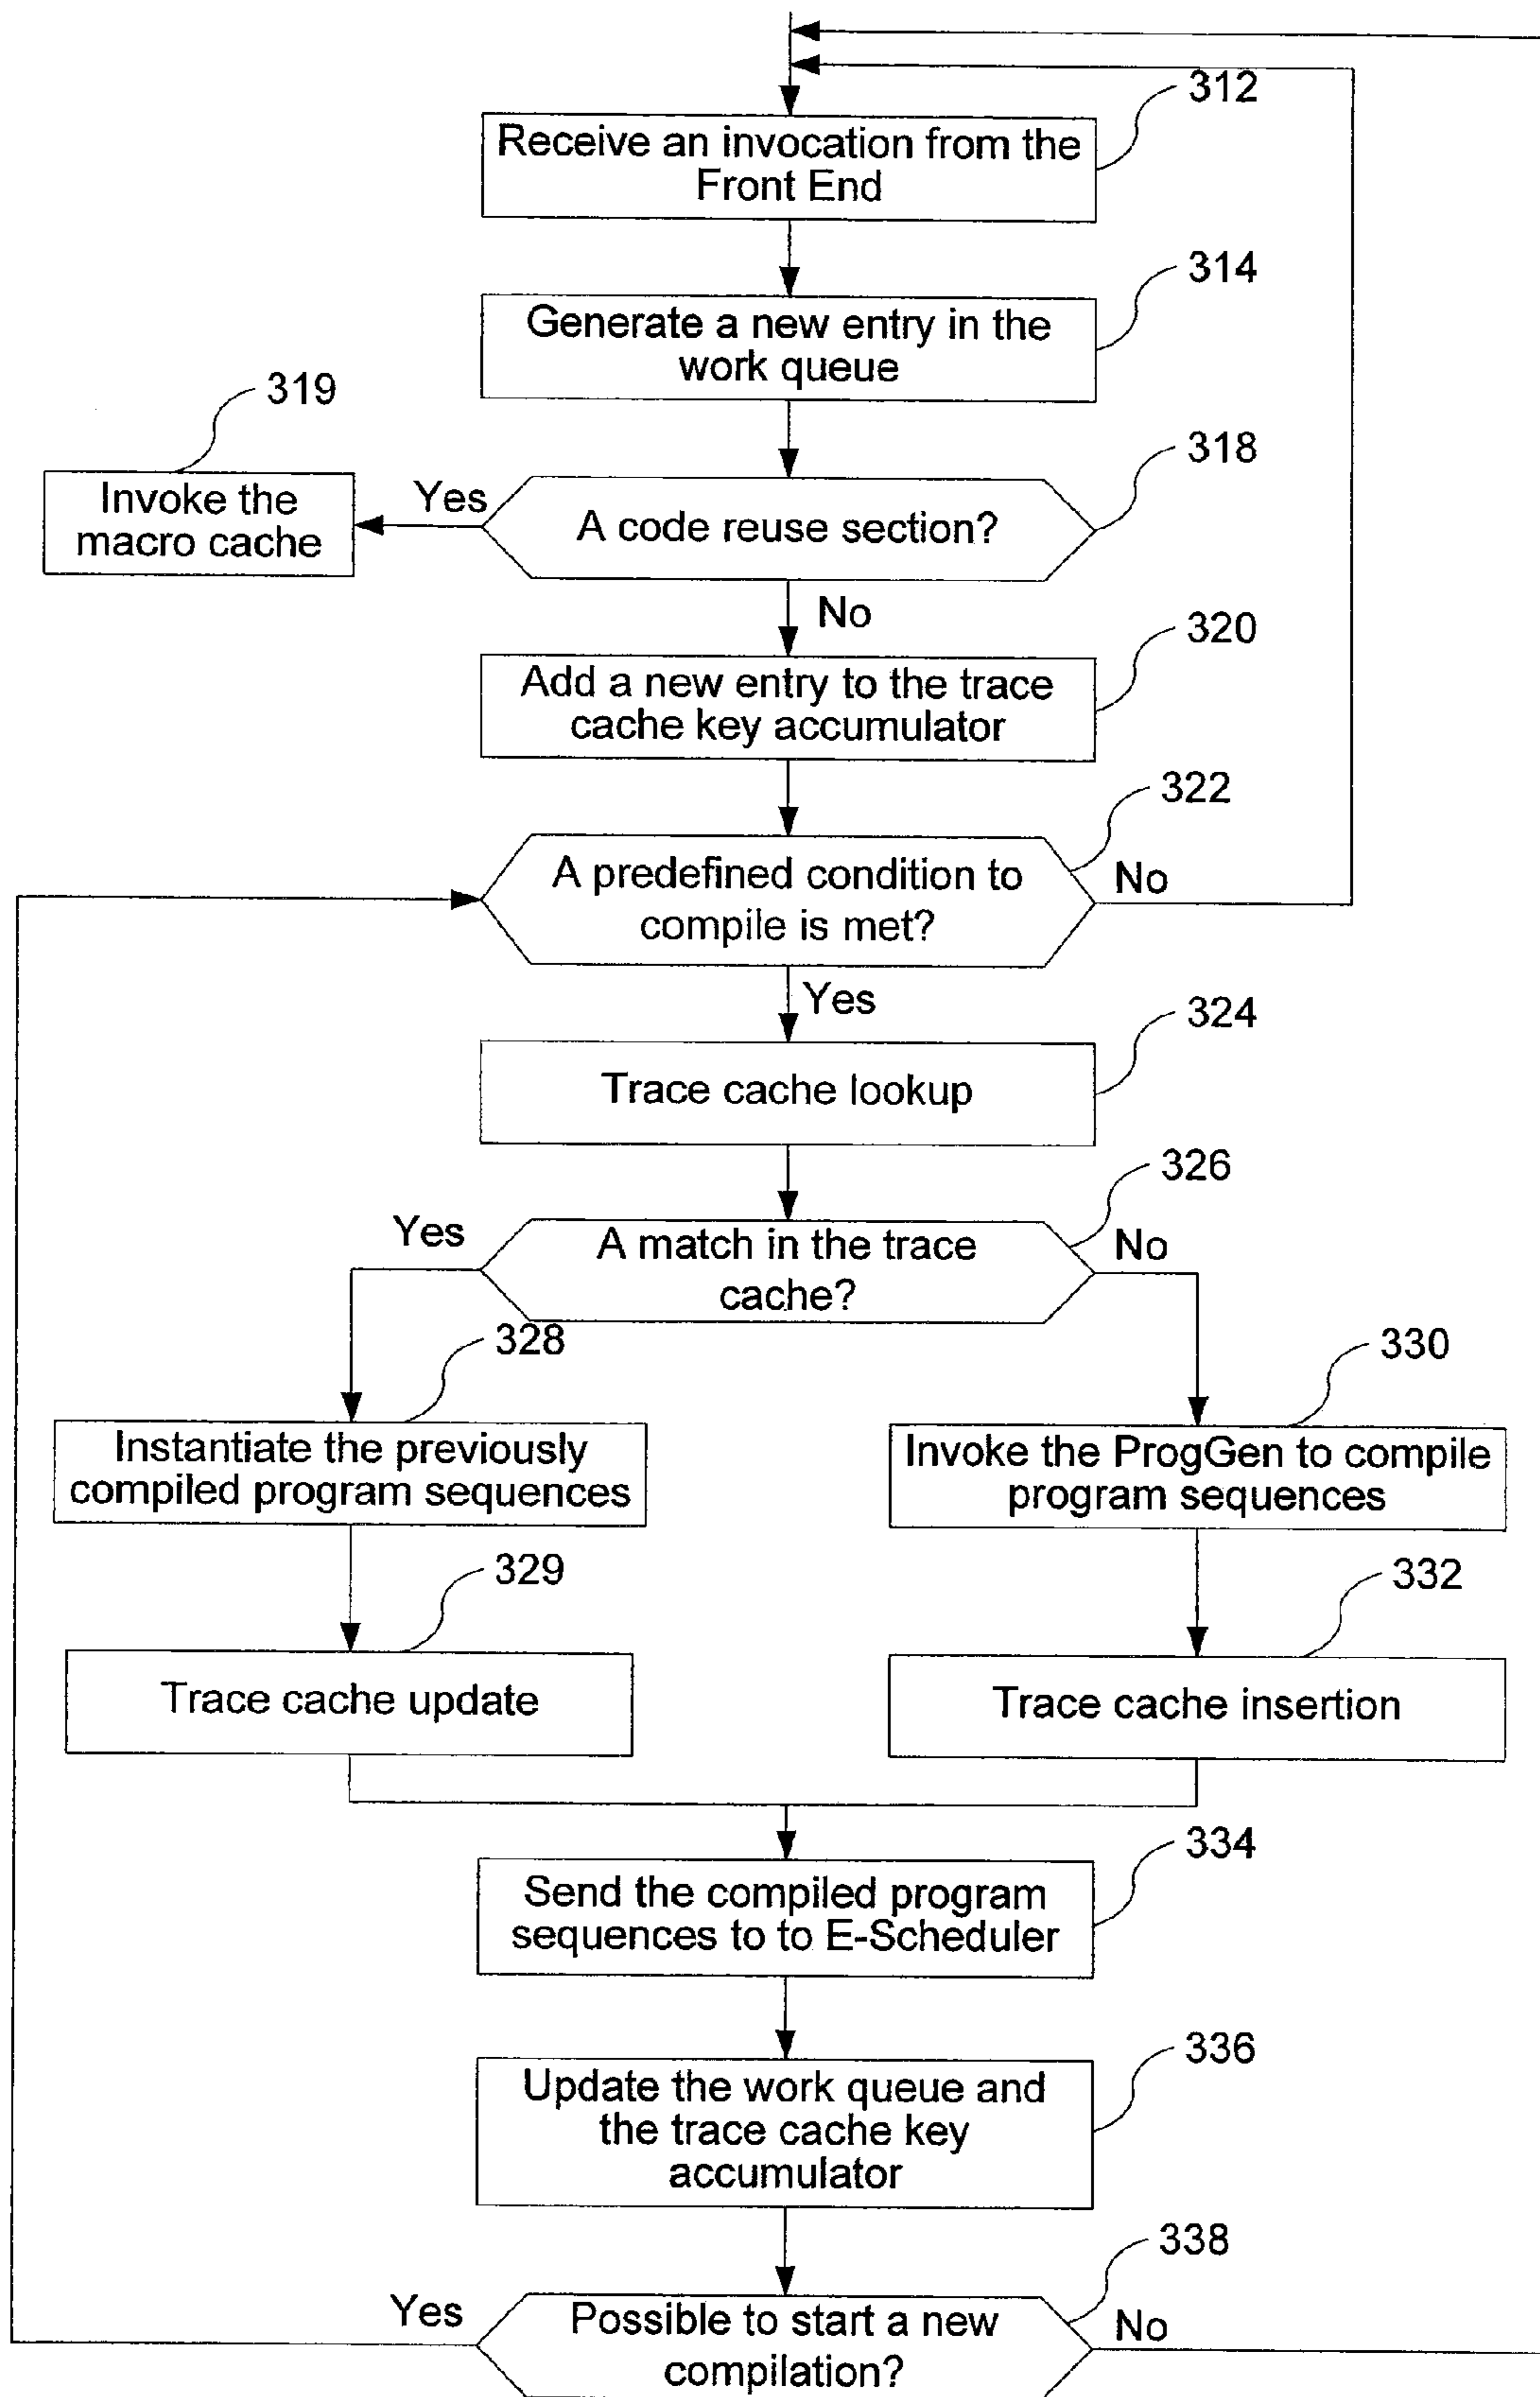 312
Receive an invocation from the
Front End
314
Generate a new entry in the
work queue
319
318
Invoke the
macro cache
Yes
A code reuse section?
No
320
Add a new entry to the trace
cache key accumulator
322
A predefined condition to
compile is met?
No
Yes
324
Trace cache lookup
326
Yes
A match in the trace
cache?
No
328
330
Instantiate the previously
compiled program sequences
Invoke the ProgGen to compile
program sequences
329
332
Trace cache update
Trace cache insertion
334
Send the compiled program
sequences to to E-Scheduler
336
Update the work queue and
the trace cache key
accumulator
338
Yes
Possible to start a new
compilation?
No